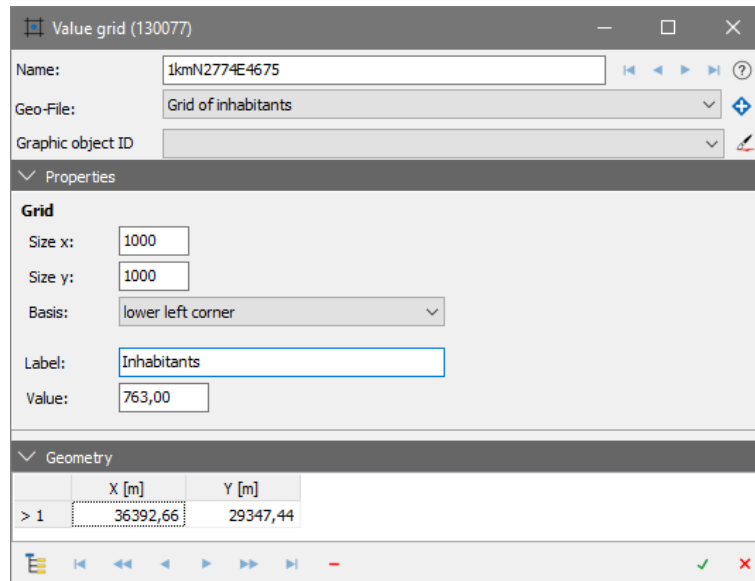 Value grid (130077)
Name: 1kmN2774E4675
Geo-File: Grid of inhabitants
Graphic object ID
Properties
Grid
Size x: 1000
Size y: 1000
Basis: lower left corner
Label: Inhabitants
Value: 763,00
Geometry
X [m] Y [m]
> 1 36392,66 29347,44